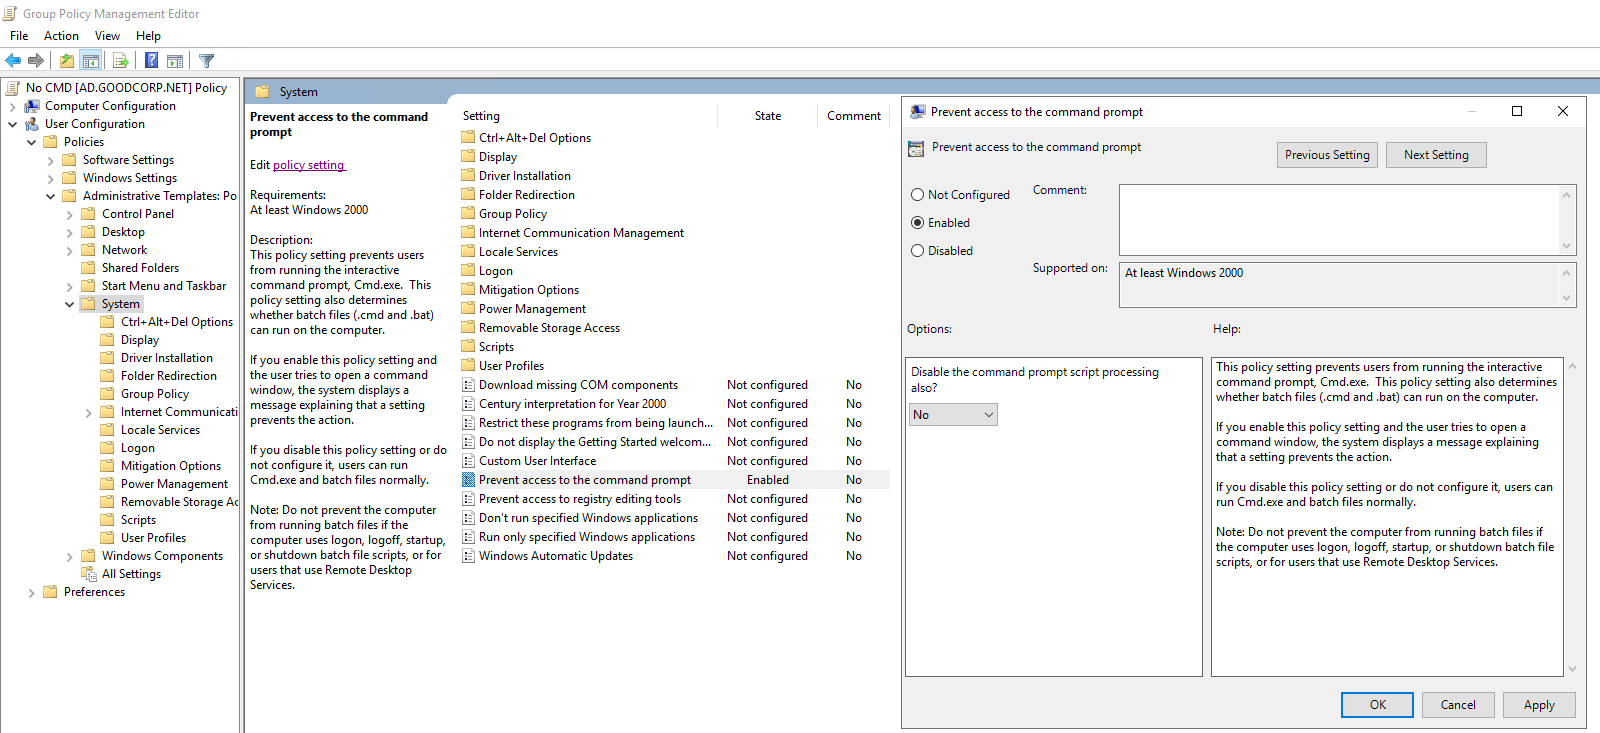 Group Policy Management Editor
File Action View Help
No CMD [AD.GOODCORP.NET] Policy
Computer Configuration
User Configuration
Policies
Software Settings
Windows Settings
Administrative Templates: Po
Control Panel
Desktop
Network
Shared Folders
Start Menu and Taskbar
System
Ctrl+Alt+Del Options
Display
Driver Installation
Folder Redirection
Group Policy
Internet Communicati
Locale Services
Logon
Mitigation Options
Power Management
Removable Storage Ac
Scripts
User Profiles
Windows Components
All Settings
Preferences
System
Prevent access to the command
prompt
Edit policy setting
Requirements:
At least Windows 2000
Description:
This policy setting prevents users
from running the interactive
command prompt, Cmd.exe. This
policy setting also determines
whether batch files (.cmd and .bat)
can run on the computer.
If you enable this policy setting and
the user tries to open a command
window, the system displays a
message explaining that a setting
prevents the action.
If you disable this policy setting or do
not configure it, users can run
Cmd.exe and batch files normally.
Note: Do not prevent the computer
from running batch files if the
computer uses logon, logoff, startup,
or shutdown batch file scripts, or for
users that use Remote Desktop
Services.
Setting State Comment
Ctrl+Alt+Del Options
Display
Driver Installation
Folder Redirection
Group Policy
Internet Communication Management
Locale Services
Logon
Mitigation Options
Power Management
Removable Storage Access
Scripts
User Profiles
Download missing COM components Not configured No
Century interpretation for Year 2000 Not configured No
Restrict these programs from being launch... Not configured No
Do not display the Getting Started welcom... Not configured No
Custom User Interface Not configured No
Prevent access to the command prompt Enabled No
Prevent access to registry editing tools Not configured No
Don't run specified Windows applications Not configured No
Run only specified Windows applications Not configured No
Windows Automatic Updates Not configured No
Prevent access to the command prompt
Prevent access to the command prompt
Previous Setting Next Setting
Not Configured
Enabled
Disabled
Comment:
Supported on:
At least Windows 2000
Options:
Help:
Disable the command prompt script processing
also?
No
This policy setting prevents users from running the interactive
command prompt, Cmd.exe. This policy setting also determines
whether batch files (.cmd and .bat) can run on the computer.
If you enable this policy setting and the user tries to open a
command window, the system displays a message explaining
that a setting prevents the action.
If you disable this policy setting or do not configure it, users can
run Cmd.exe and batch files normally.
Note: Do not prevent the computer from running batch files if
the computer uses logon, logoff, startup, or shutdown batch file
scripts, or for users that use Remote Desktop Services.
OK Cancel Apply